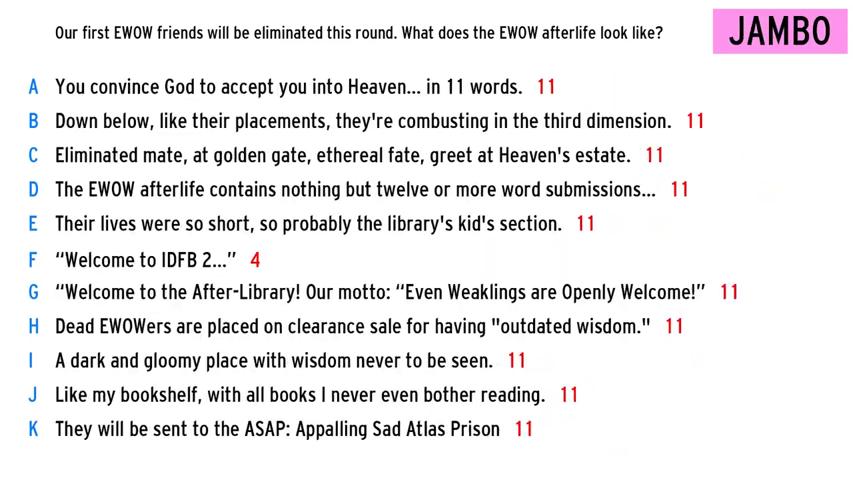 Our first EWOW friends will be eliminated this round. What does the EWOW afterlife look like?
JAMBO
A You convince God to accept you into Heaven... in 11 words. 11
B Down below, like their placements, they're combusting in the third dimension. 11
C Eliminated mate, at golden gate, ethereal fate, greet at Heaven's estate. 11
D The EWOW afterlife contains nothing but twelve or more word submissions... 11
E Their lives were so short, so probably the library's kid's section. 11
F “Welcome to IDFB 2...” 4
G “Welcome to the After-Library! Our motto: “Even Weaklings are Openly Welcome!” 11
H Dead EWOWers are placed on clearance sale for having "outdated wisdom." 11
I A dark and gloomy place with wisdom never to be seen. 11
J Like my bookshelf, with all books I never even bother reading. 11
K They will be sent to the ASAP: Appalling Sad Atlas Prison 11